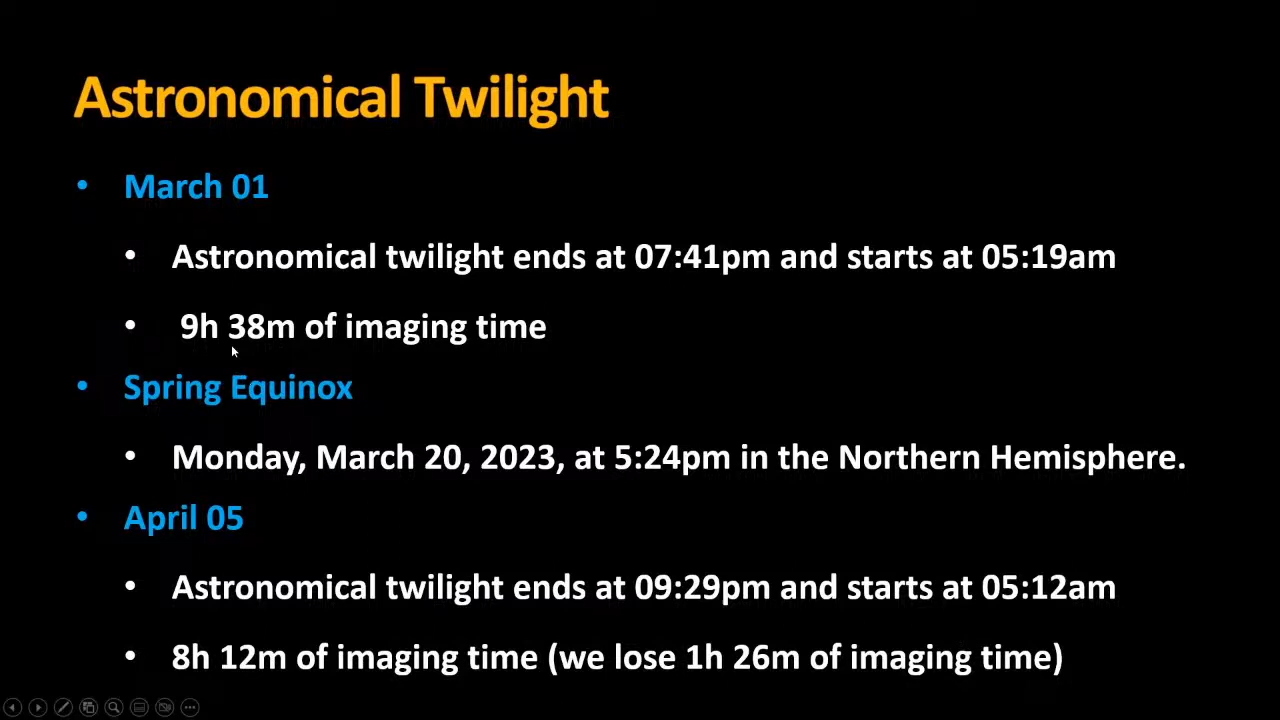 Astronomical Twilight
• March 01
• Astronomical twilight ends at 07:41pm and starts at 05:19am
• 9h 38m of imaging time
• Spring Equinox
• Monday, March 20, 2023, at 5:24pm in the Northern Hemisphere.
• April 05
• Astronomical twilight ends at 09:29pm and starts at 05:12am
• 8h 12m of imaging time (we lose 1h 26m of imaging time)